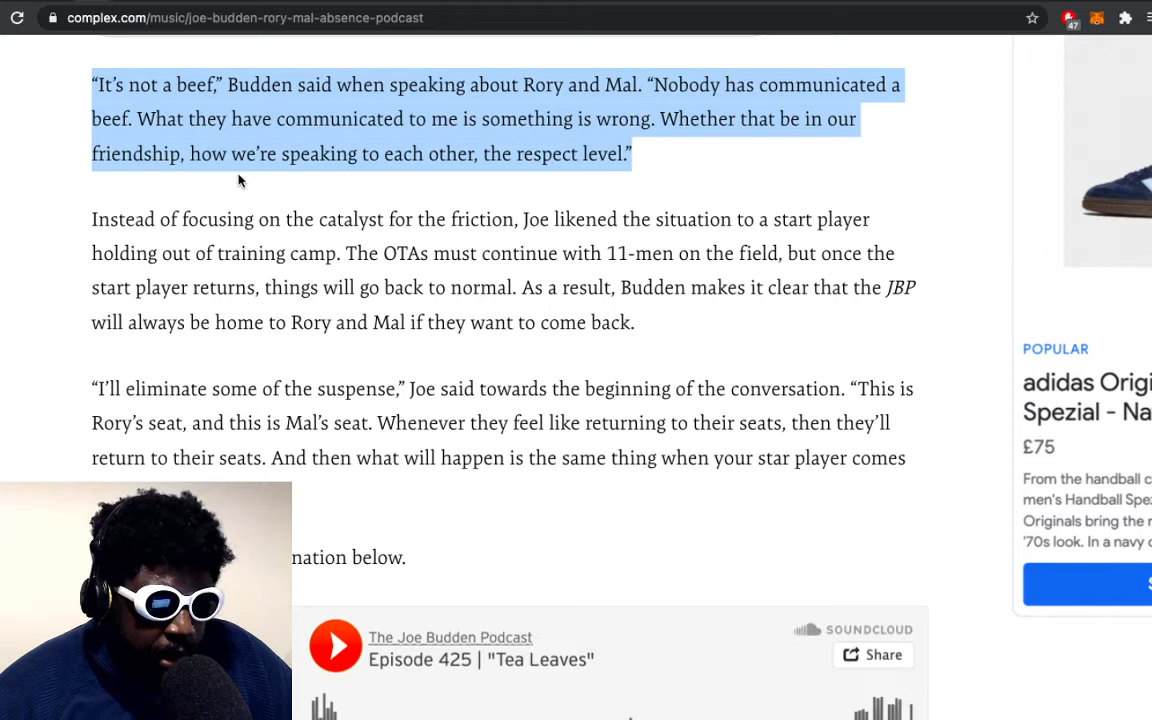 complex.com/music/joe-budden-rory-mal-absence-podcast
47
“It’s not a beef,” Budden said when speaking about Rory and Mal. “Nobody has communicated a
beef. What they have communicated to me is something is wrong. Whether that be in our
friendship, how we’re speaking to each other, the respect level.”
Instead of focusing on the catalyst for the friction, Joe likened the situation to a start player
holding out of training camp. The OTAs must continue with 11-men on the field, but once the
start player returns, things will go back to normal. As a result, Budden makes it clear that the JBP
will always be home to Rory and Mal if they want to come back.
“I’ll eliminate some of the suspense,” Joe said towards the beginning of the conversation. “This is
Rory’s seat, and this is Mal’s seat. Whenever they feel like returning to their seats, then they’ll
return to their seats. And then what will happen is the same thing when your star player comes
nation below.
The Joe Budden Podcast
Episode 425 | "Tea Leaves"
SOUNDCLOUD
Share
POPULAR
adidas Origi
Spezial - Na
£75
From the handball c
men's Handball Spe
Originals bring the r
'70s look. In a navy c